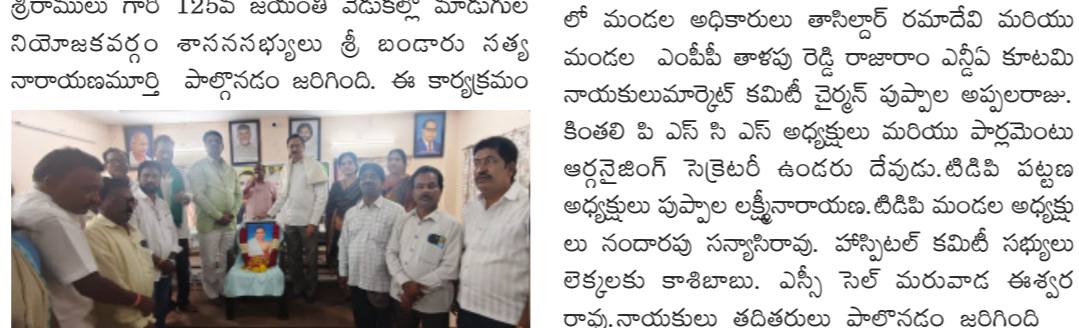 శ్రీరాములు గారి 125వ జయంతి వేడుకల్లో మాడుగుల
నియోజకవర్గం శాసనసభ్యులు శ్రీ బండారు సత్య
నారాయణమూర్తి పాల్గొనడం జరిగింది. ఈ కార్యక్రమం
లో మండల అధికారులు తాసిల్దార్ రమాదేవి మరియు
మండల ఎంపీపీ తాళపు రెడ్డి రాజారాం ఎన్డీఏ కూటమి
నాయకులుమార్కెట్ కమిటీ చైర్మన్ పుప్పాల అప్పలరాజు.
కింతలి పి ఎస్ సి ఎస్ అధ్యక్షులు మరియు పార్లమెంటు
ఆర్గనైజింగ్ సెక్రెటరీ ఉండరు దేవుడు.టిడిపి పట్టణ
అధ్యక్షులు పుప్పాల లక్ష్మీనారాయణ.టిడిపి మండల అధ్యక్షు
లు నందారపు సన్యాసిరావు. హాస్పిటల్ కమిటీ సభ్యులు
లెక్కలకు కాశిబాబు. ఎస్సీ సెల్ మరువాడ ఈశ్వర
రావు.నాయకులు తదితరులు పాల్గొనడం జరిగింది